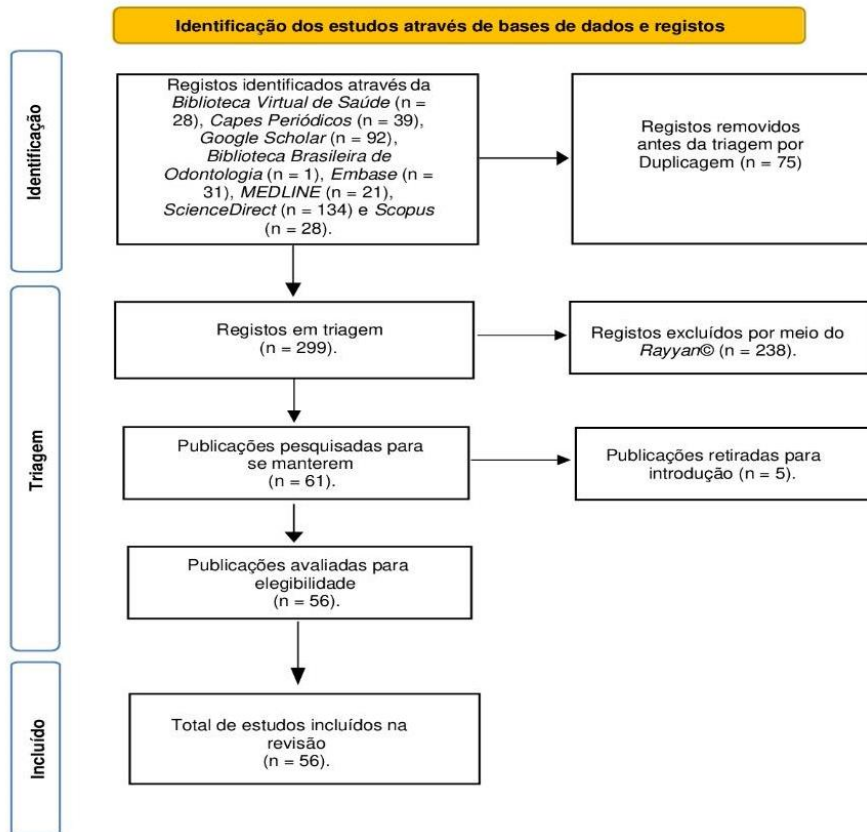 Identificação dos estudos através de bases de dados e registos
Identificação
Registos identificados através da
Biblioteca Virtual de Saúde (n =
28), Capes Periódicos (n = 39),
Google Scholar (n = 92),
Biblioteca Brasileira de
Odontologia (n = 1), Embase (n =
31), MEDLINE (n = 21),
ScienceDirect (n = 134) e Scopus
(n = 28).
Registos removidos
antes da triagem por
Duplicagem (n = 75)
Triagem
Registos em triagem
(n = 299).
Registos excluídos por meio do
Rayyan© (n = 238).
Publicações pesquisadas para
se manterem
(n = 61).
Publicações retiradas para
introdução (n = 5).
Publicações avaliadas para
elegibilidade
(n = 56).
Incluído
Total de estudos incluídos na
revisão
(n = 56).